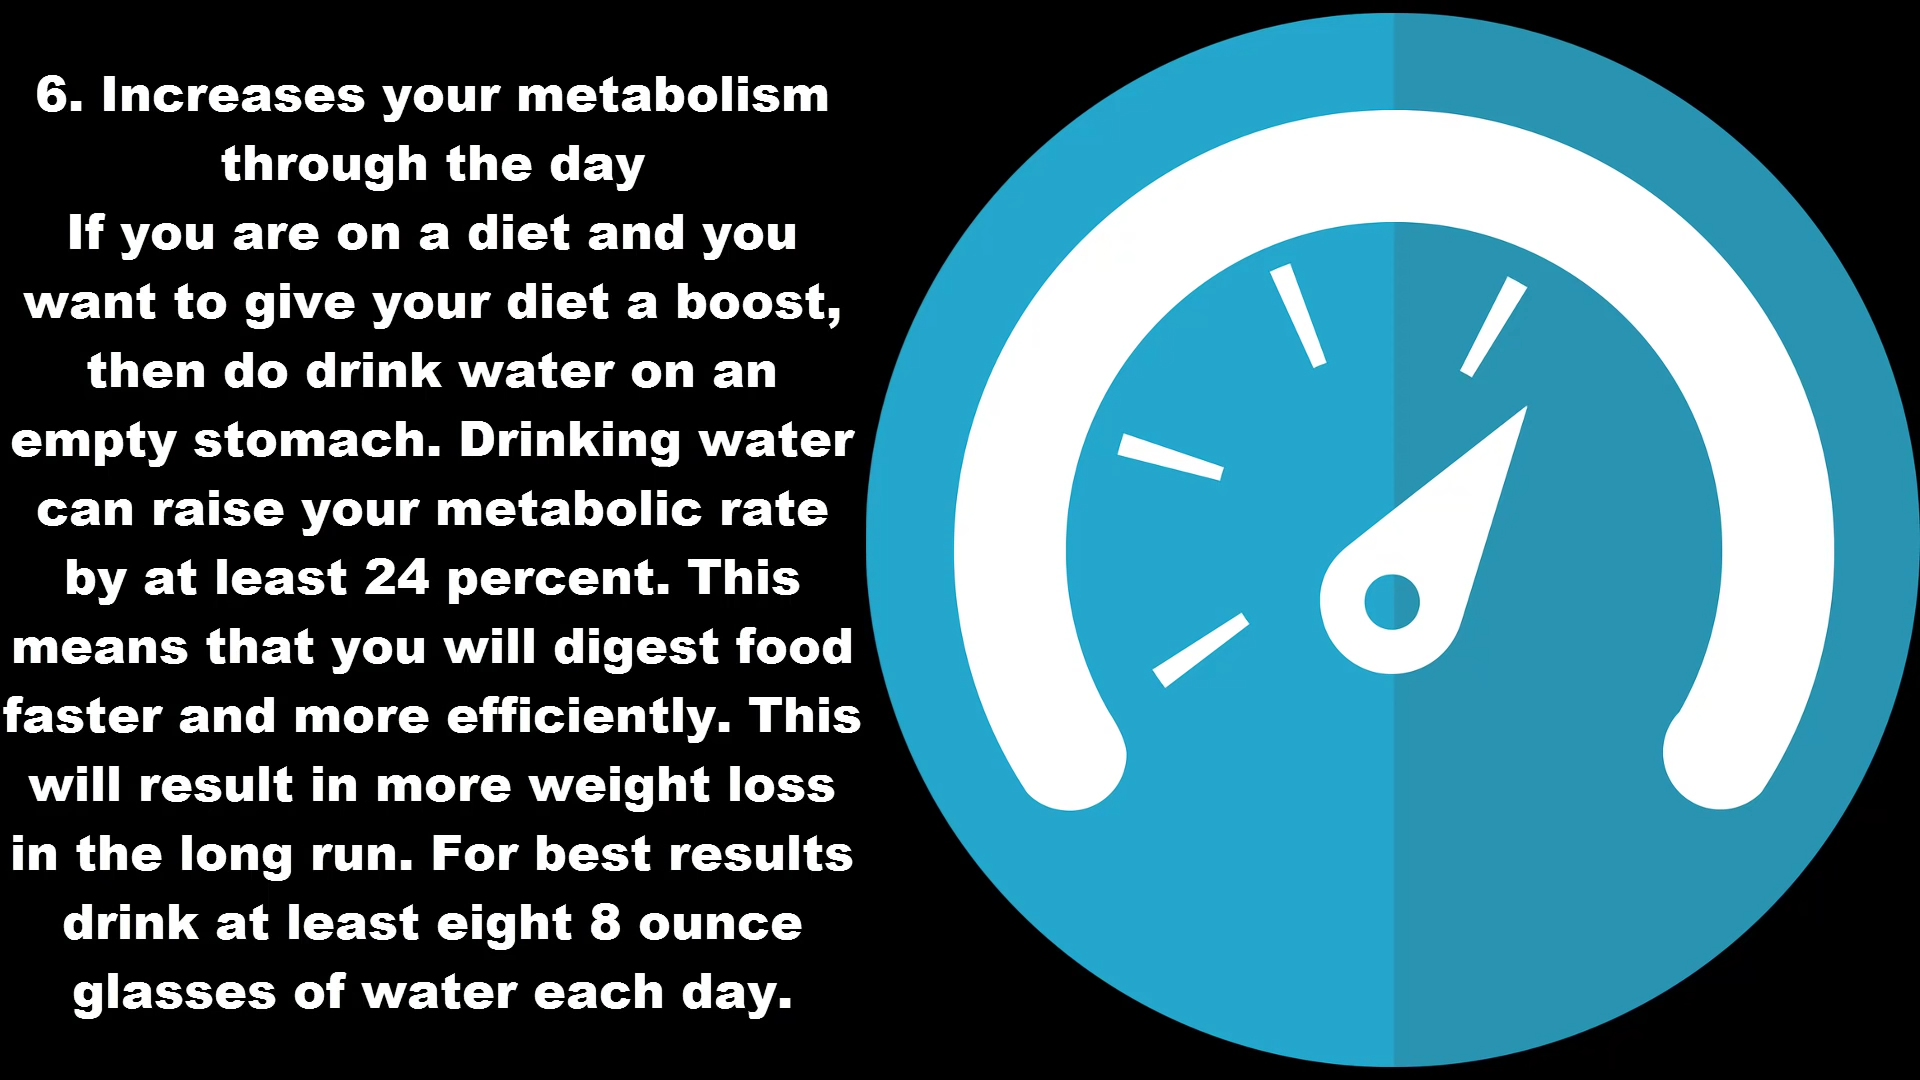 6. Increases your metabolism
through the day
If you are on a diet and you
want to give your diet a boost,
then do drink water on an
empty stomach. Drinking water
can raise your metabolic rate
by at least 24 percent. This
means that you will digest food
faster and more efficiently. This
will result in more weight loss
in the long run. For best results
drink at least eight 8 ounce
glasses of water each day.